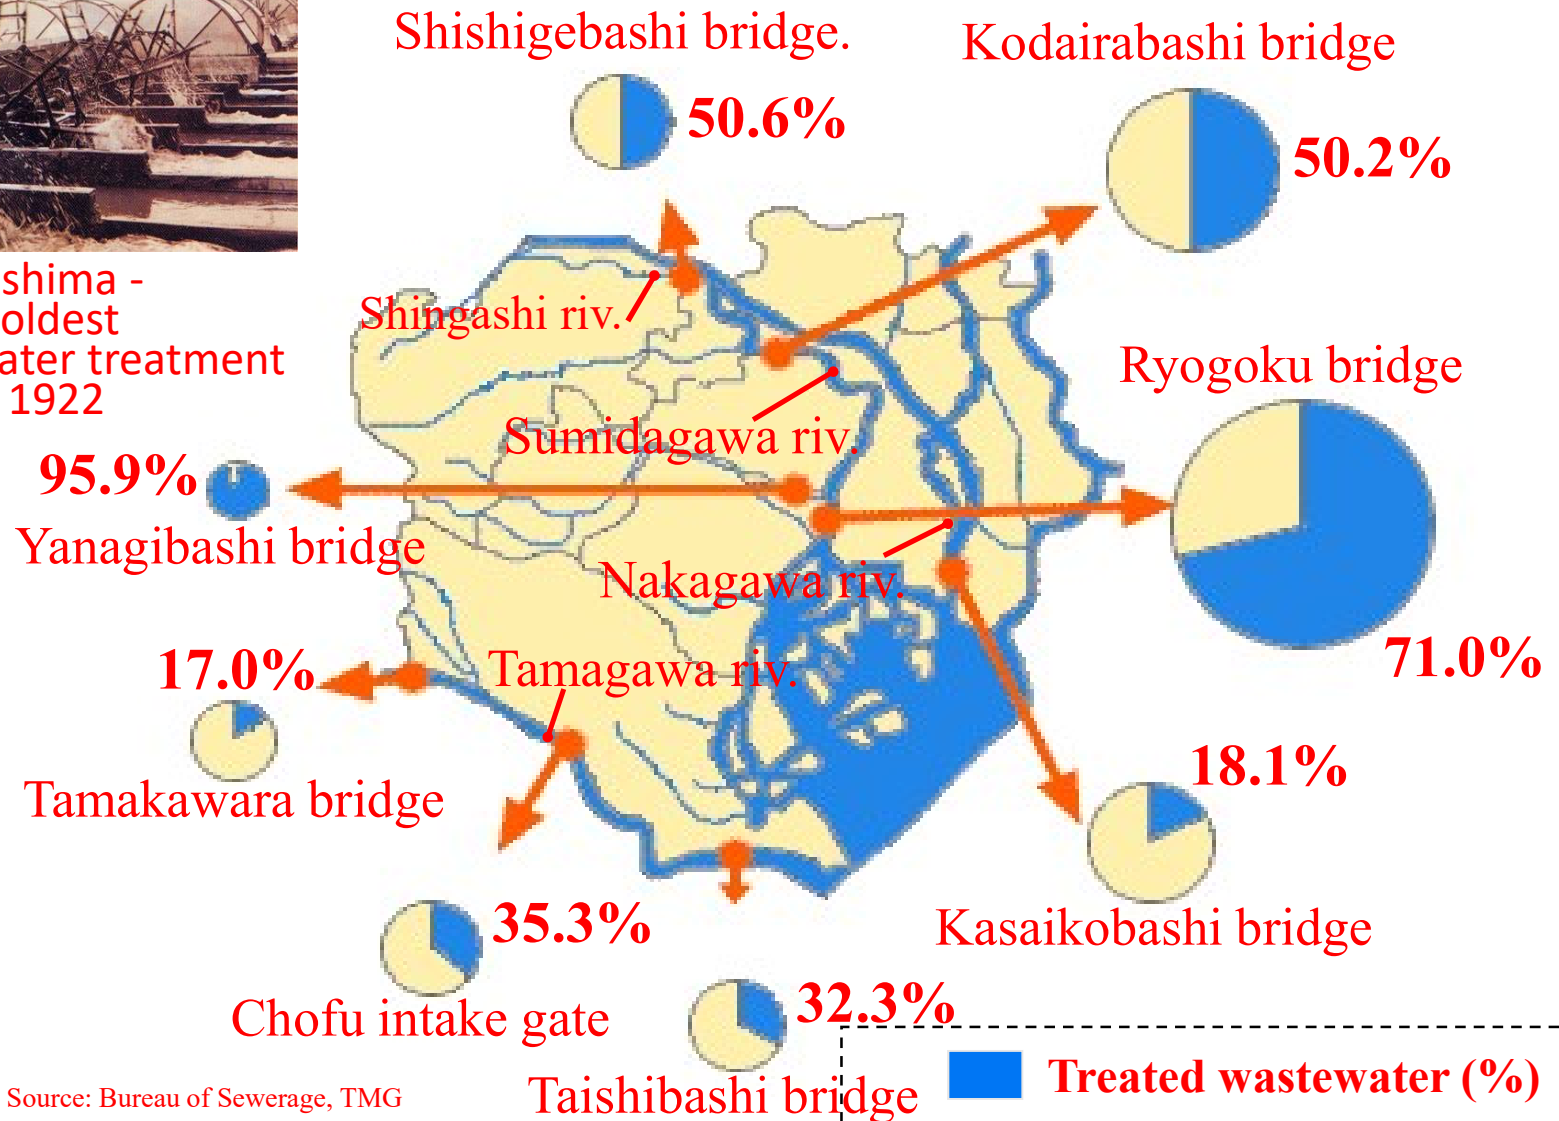 Shishigebashi bridge.
Kodairabashi bridge
50.6%
50.2%
shima -
oldest
ater treatment
1922
Shingashi riv.
Ryogoku bridge
Sumidagawa riv.
95.9%
Yanagibashi bridge
Nakagawa riv.
71.0%
17.0%
Tamagawa riv.
Tamakawara bridge
18.1%
Kasaikobashi bridge
35.3%
Chofu intake gate
32.3%
Taishibashi bridge
Treated wastewater (%)
Source: Bureau of Sewerage, TMG